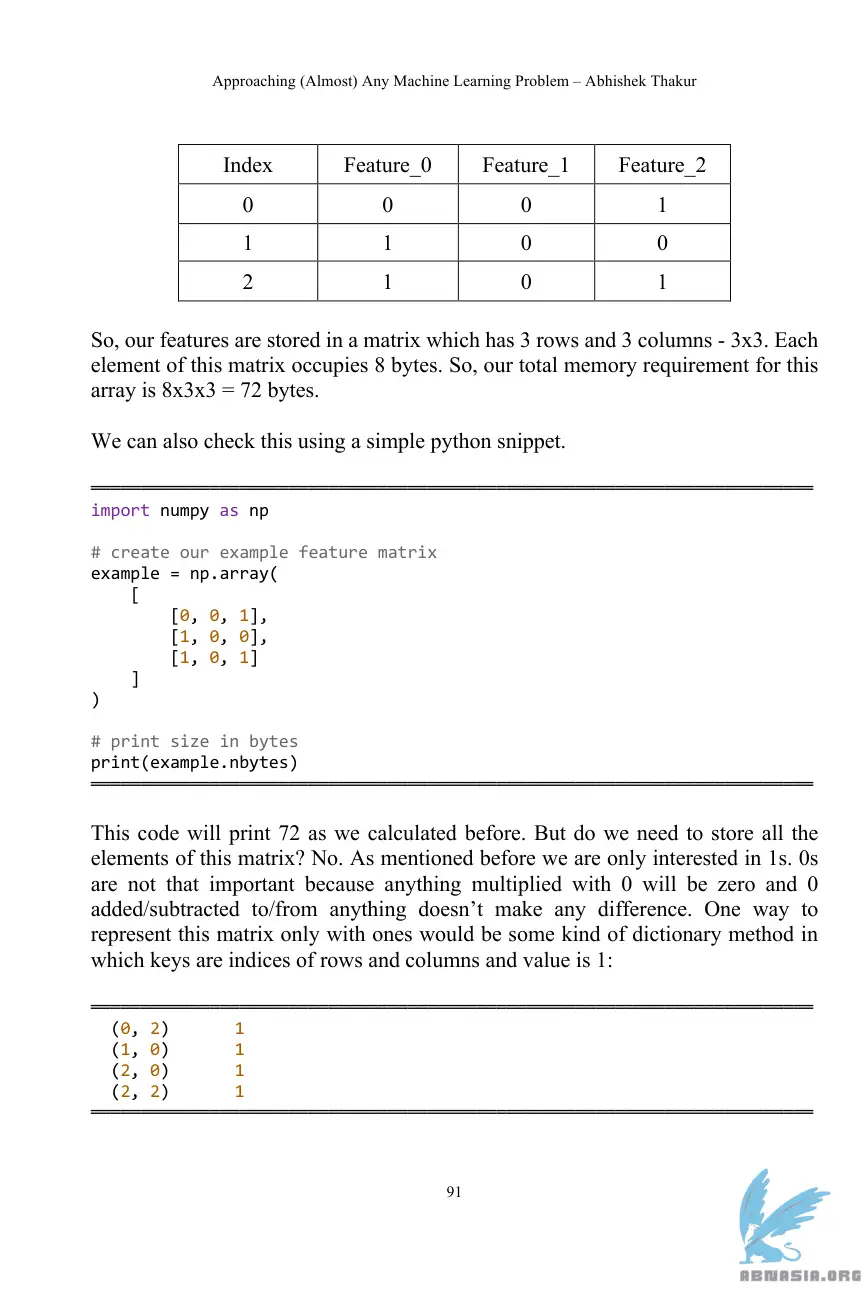 Approaching (Almost) Any Machine Learning Problem – Abhishek Thakur
Index Feature_0 Feature_1 Feature_2
0 0 0 1
1 1 0 0
2 1 0 1
So, our features are stored in a matrix which has 3 rows and 3 columns - 3x3. Each
element of this matrix occupies 8 bytes. So, our total memory requirement for this
array is 8x3x3 = 72 bytes.
We can also check this using a simple python snippet.
import numpy as np
# create our example feature matrix
example = np.array(
    [
        [0, 0, 1],
        [1, 0, 0],
        [1, 0, 1]
    ]
)
# print size in bytes
print(example.nbytes)
This code will print 72 as we calculated before. But do we need to store all the
elements of this matrix? No. As mentioned before we are only interested in 1s. 0s
are not that important because anything multiplied with 0 will be zero and 0
added/subtracted to/from anything doesn’t make any difference. One way to
represent this matrix only with ones would be some kind of dictionary method in
which keys are indices of rows and columns and value is 1:
(0, 2) 1
(1, 0) 1
(2, 0) 1
(2, 2) 1
91
ABNASIA.ORG